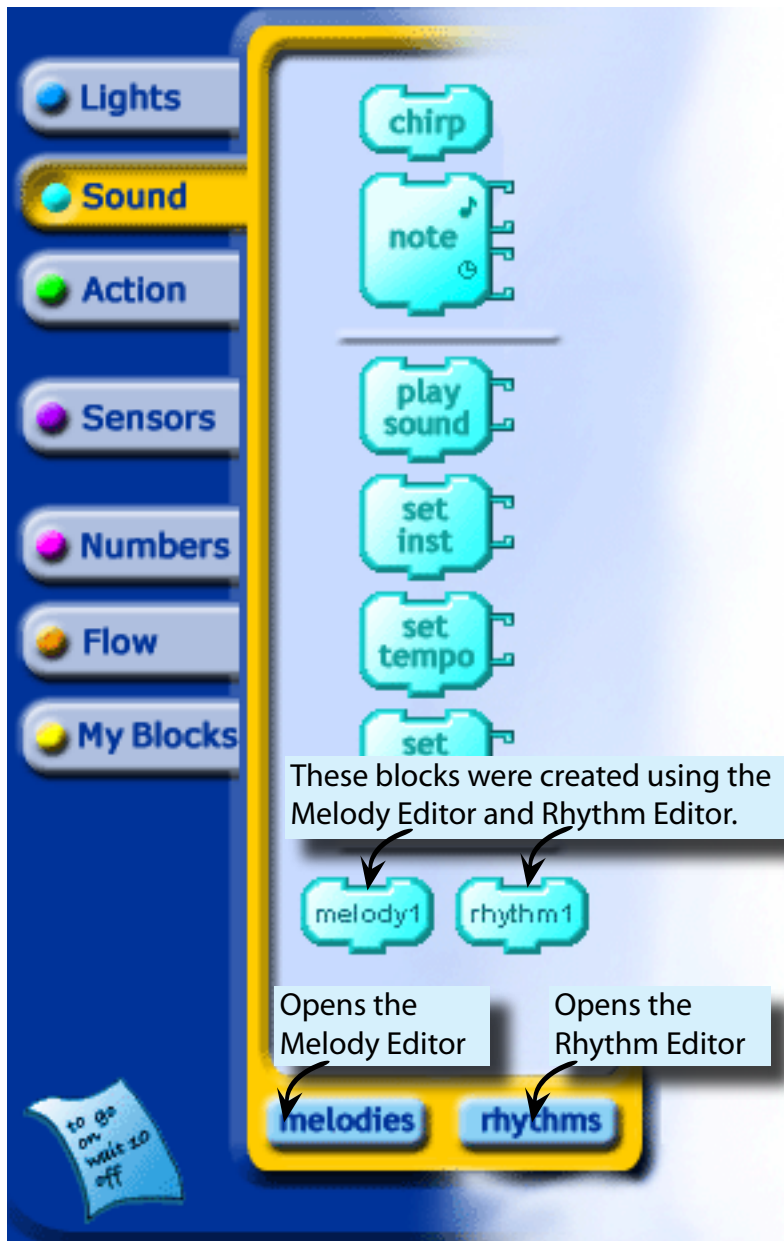 Lights
Sound
Action
Sensors
Numbers
Flow
My Blocks
chirp
note
play
sound
set
inst
set
tempo
set
These blocks were created using the
Melody Editor and Rhythm Editor.
melody1
rhythm1
Opens the
Melody Editor
Opens the
Rhythm Editor
melodies
rhythms
to go
on
wait 10
off